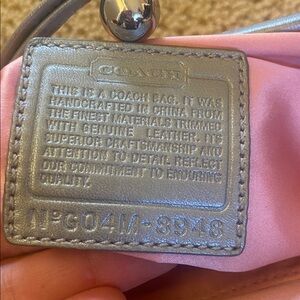 COACH
THIS IS A COACH BAG. IT WAS
HANDCRAFTED IN CHINA FROM
THE FINEST MATERIALS TRIMMED
WITH GENUINE LEATHER. ITS
SUPERIOR CRAFTSMANSHIP AND
ATTENTION TO DETAIL REFLECT
OUR COMMITMENT TO ENDURING
QUALITY.
Nº G04M-8948